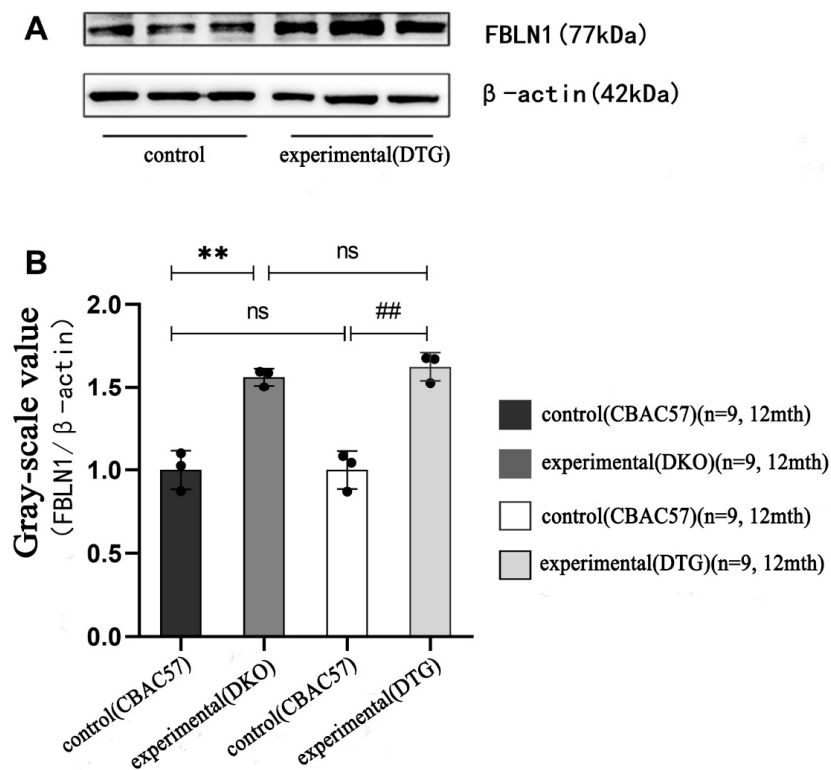 A
FBLN1(77kDa)
β-actin(42kDa)
control
experimental(DTG)
B
**
ns
ns
##
Gray-scale value
(FBLN1/β-actin)
2.0
1.5
1.0
0.5
0.0
control(CBAC57)
experimental(DKO)
control(CBAC57)
experimental(DTG)
control(CBAC57)(n=9, 12mth)
experimental(DKO)(n=9, 12mth)
control(CBAC57)(n=9, 12mth)
experimental(DTG)(n=9, 12mth)